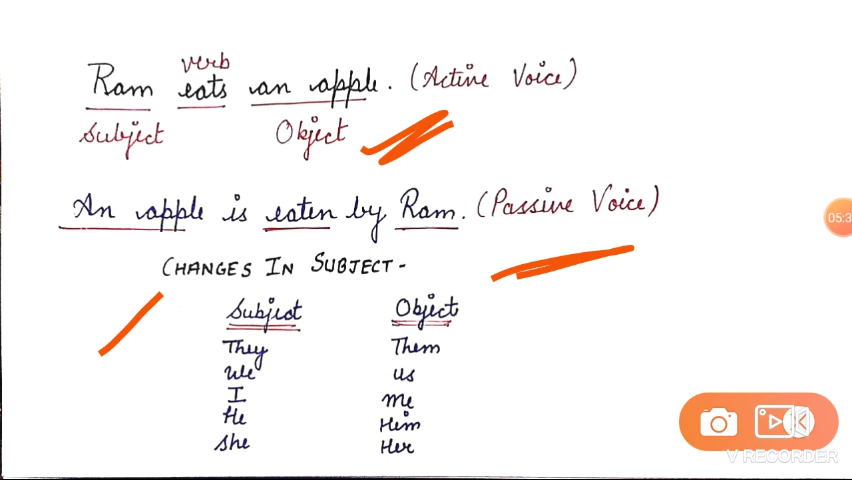 verb
Ram eats an apple. (Active Voice)
Subject Object
An apple is eaten by Ram. (Passive Voice)
CHANGES IN SUBJECT-
Subject Object
They Them
We us
I me
He Him
She Her
05:3
V RECORDER